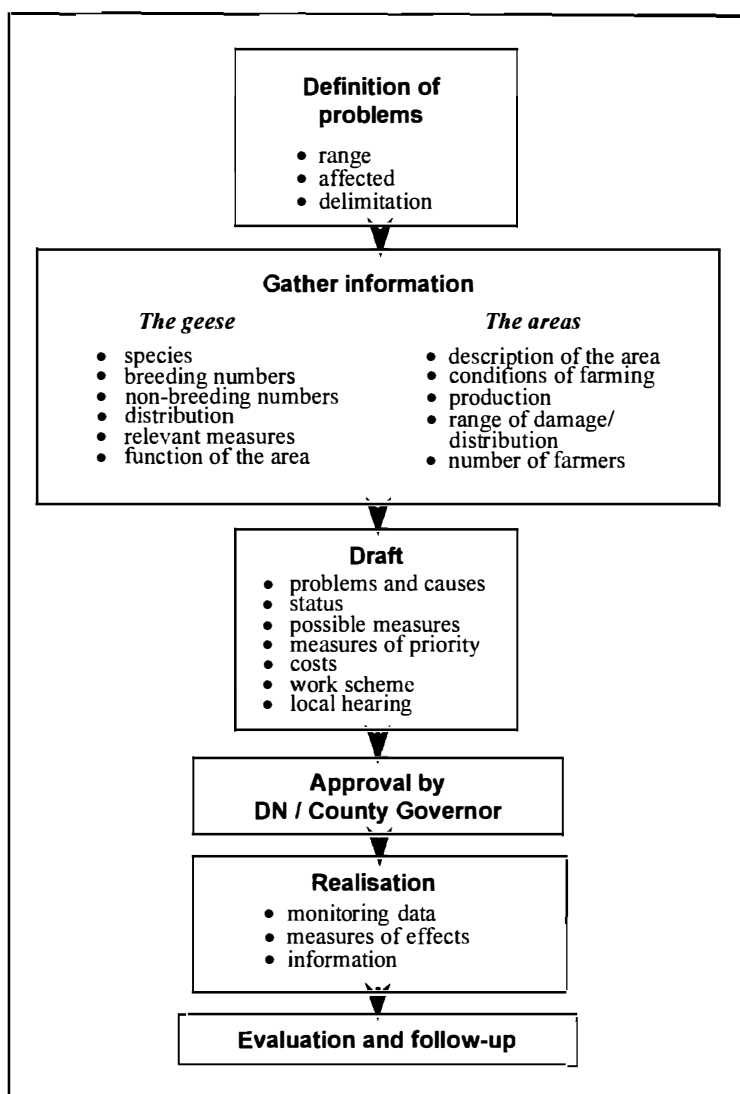 Definition of
problems
• range
• affected
• delimitation
Gather information
The geese
• species
• breeding numbers
• non-breeding numbers
• distribution
• relevant measures
• function of the area
The areas
• description of the area
• conditions of farming
• production
• range of damage/
distribution
• number of farmers
Draft
• problems and causes
• status
• possible measures
• measures of priority
• costs
• work scheme
• local hearing
Approval by
DN / County Governor
Realisation
• monitoring data
• measures of effects
• information
Evaluation and follow-up